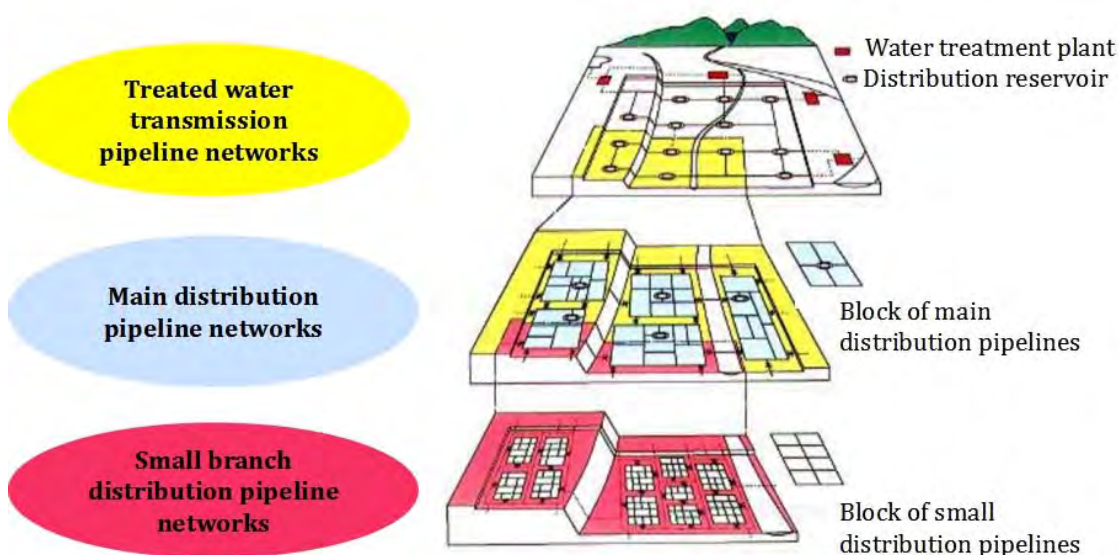 Treated water
transmission
pipeline networks
Water treatment plant
Distribution reservoir
Main distribution
pipeline networks
Block of main
distribution pipelines
Small branch
distribution pipeline
networks
Block of small
distribution pipelines